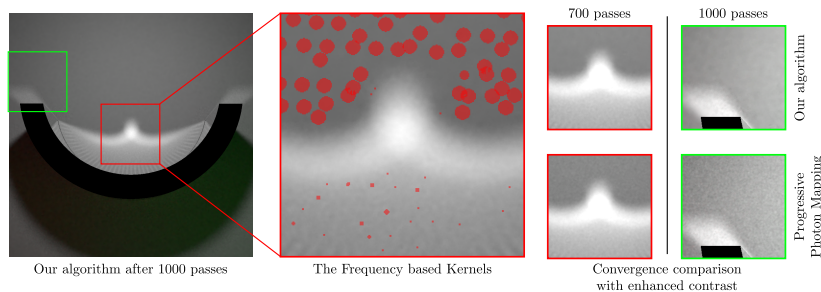 700 passes
1000 passes
Our algorithm
Progressive
Photon Mapping
Our algorithm after 1000 passes
The Frequency based Kernels
Convergence comparison
with enhanced contrast